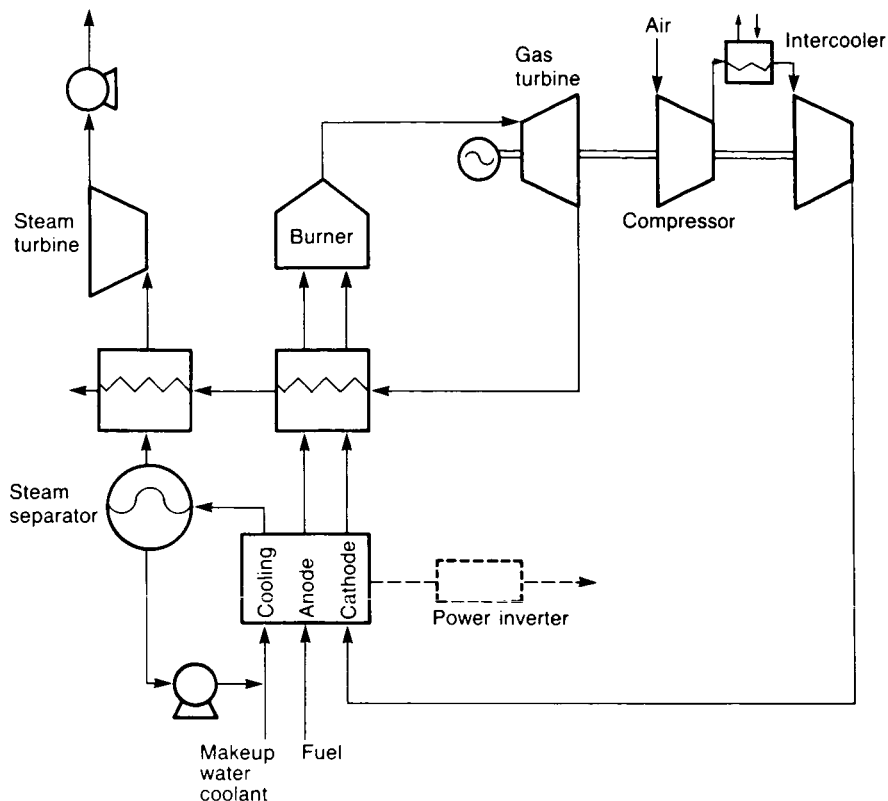 Air
Intercooler
Gas
turbine
Compressor
Steam
turbine
Burner
Steam
separator
Cooling
Anode
Cathode
Power inverter
Makeup
water
coolant
Fuel